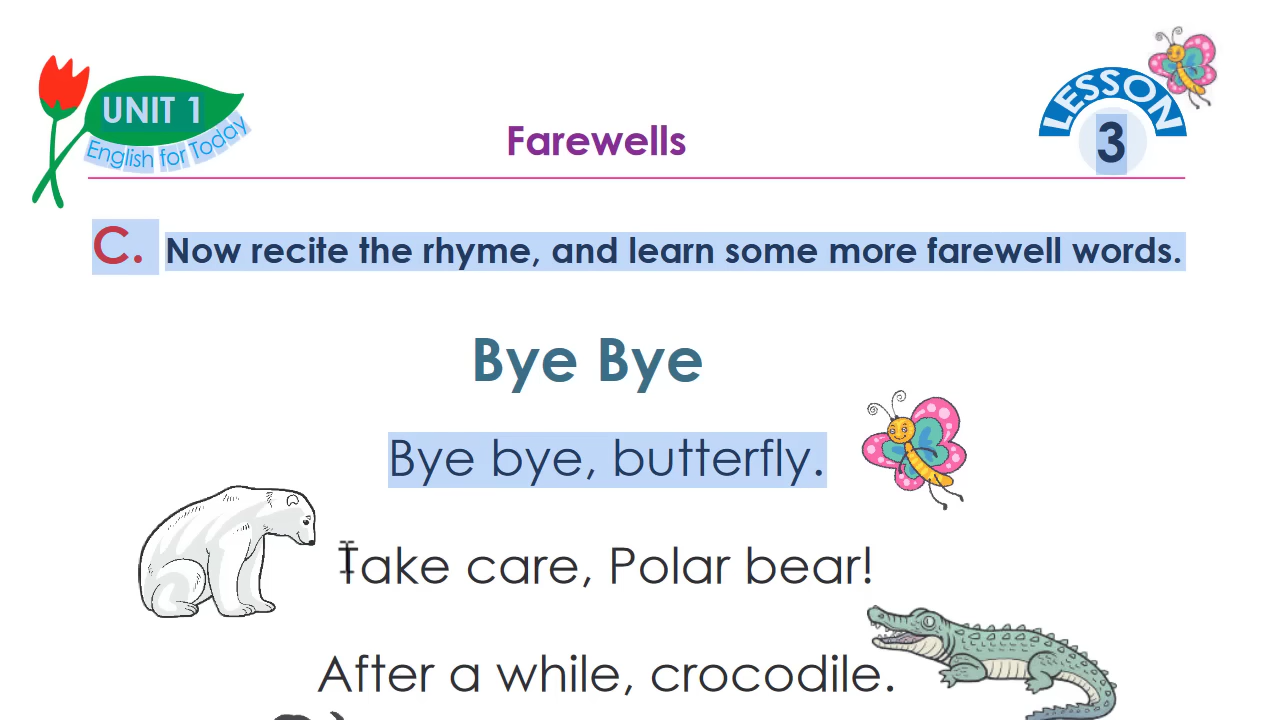 UNIT 1
English for Today
LESSON
3
Farewells
C. Now recite the rhyme, and learn some more farewell words.
Bye Bye
Bye bye, butterfly.
Take care, Polar bear!
After a while, crocodile.